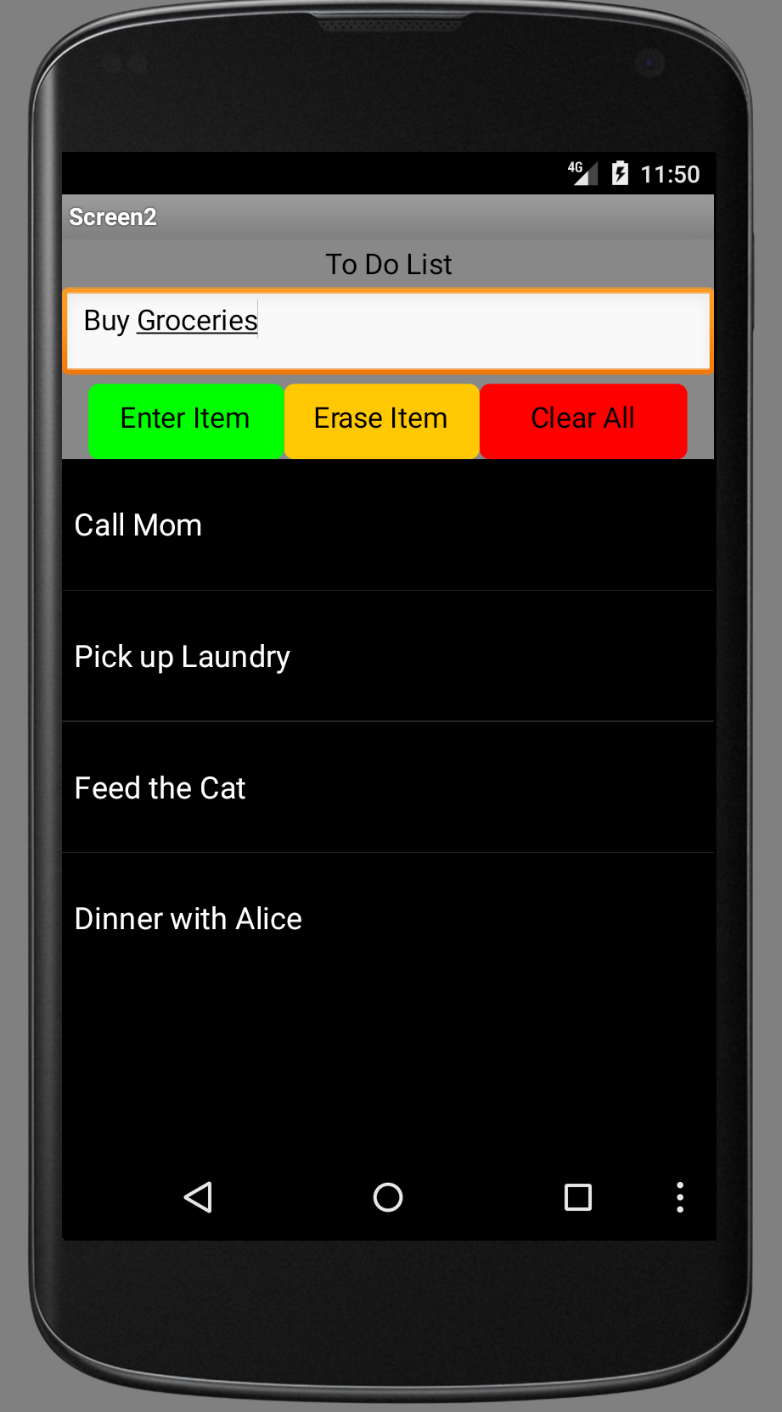 4G 11:50
Screen2
To Do List
Buy Groceries
Enter Item Erase Item Clear All
Call Mom
Pick up Laundry
Feed the Cat
Dinner with Alice